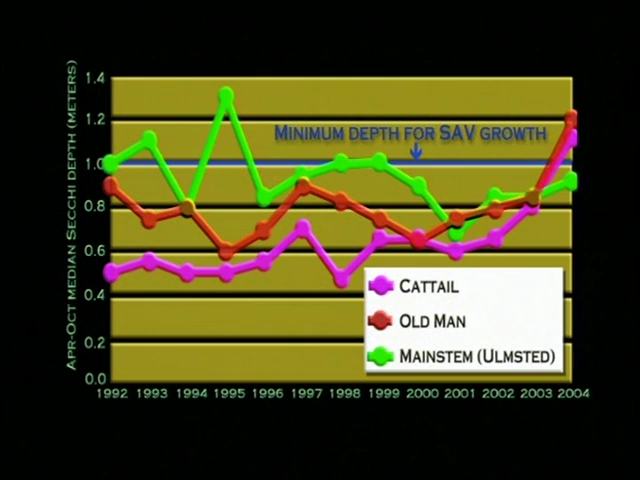 APR-OCT MEDIAN SECCHI DEPTH (METERS)
1.4
1.2
1.0
0.8
0.6
0.4
0.2
0.0
MINIMUM DEPTH FOR SAV GROWTH
CATTAIL
OLD MAN
MAINSTEM (ULMSTED)
1992 1993 1994 1995 1996 1997 1998 1999 2000 2001 2002 2003 2004